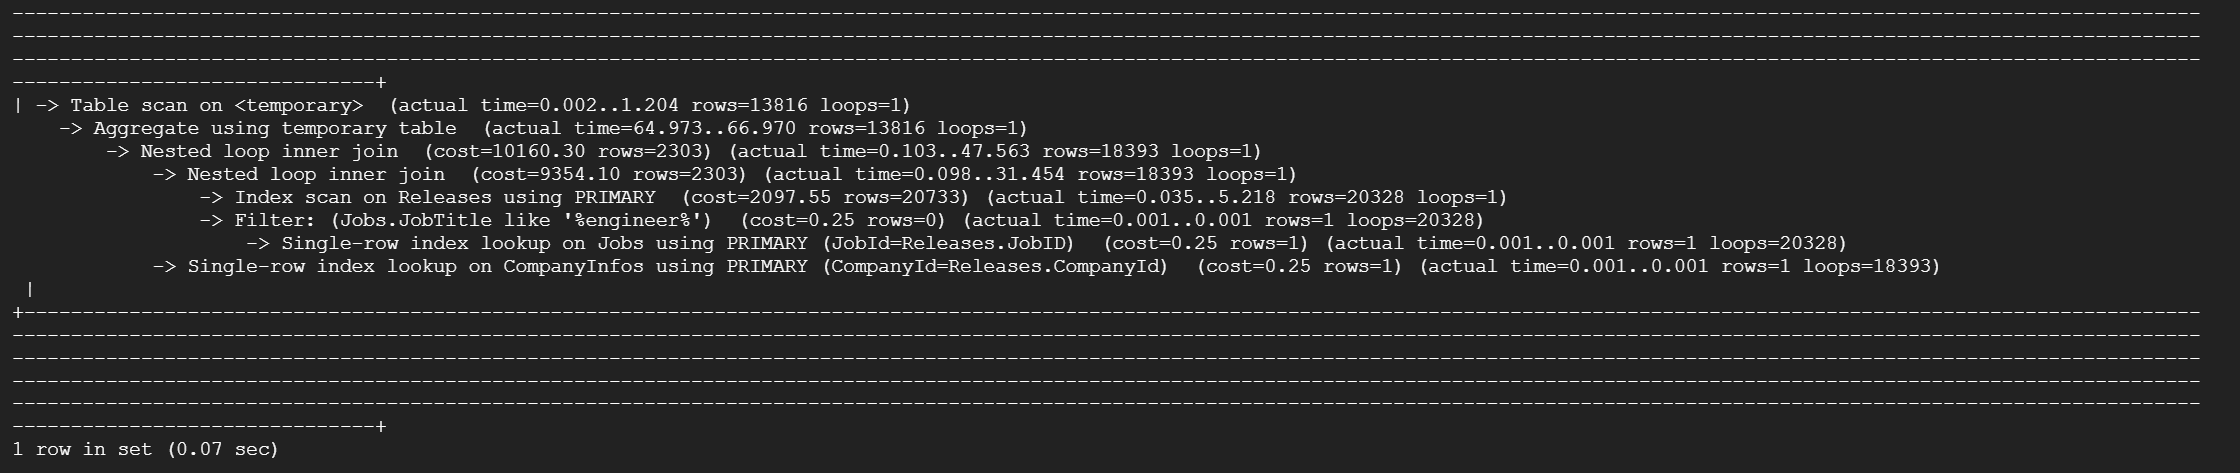 ------------------------------------------------------------
------------------------------------------------------------
------------------------------------------------------------
-------------------------------+
| -> Table scan on <temporary>  (actual time=0.002..1.204 rows=13816 loops=1)
    -> Aggregate using temporary table  (actual time=64.973..66.970 rows=13816 loops=1)
        -> Nested loop inner join  (cost=10160.30 rows=2303) (actual time=0.103..47.563 rows=18393 loops=1)
            -> Nested loop inner join  (cost=9354.10 rows=2303) (actual time=0.098..31.454 rows=18393 loops=1)
                -> Index scan on Releases using PRIMARY  (cost=2097.55 rows=20733) (actual time=0.035..5.218 rows=20328 loops=1)
                -> Filter: (Jobs.JobTitle like '%engineer%')  (cost=0.25 rows=0) (actual time=0.001..0.001 rows=1 loops=20328)
                    -> Single-row index lookup on Jobs using PRIMARY (JobId=Releases.JobID)  (cost=0.25 rows=1) (actual time=0.001..0.001 rows=1 loops=20328)
            -> Single-row index lookup on CompanyInfos using PRIMARY (CompanyId=Releases.CompanyId)  (cost=0.25 rows=1) (actual time=0.001..0.001 rows=1 loops=18393)
 |
+------------------------------------------------------------
------------------------------------------------------------
------------------------------------------------------------
------------------------------------------------------------
------------------------------------------------------------
-------------------------------+
1 row in set (0.07 sec)